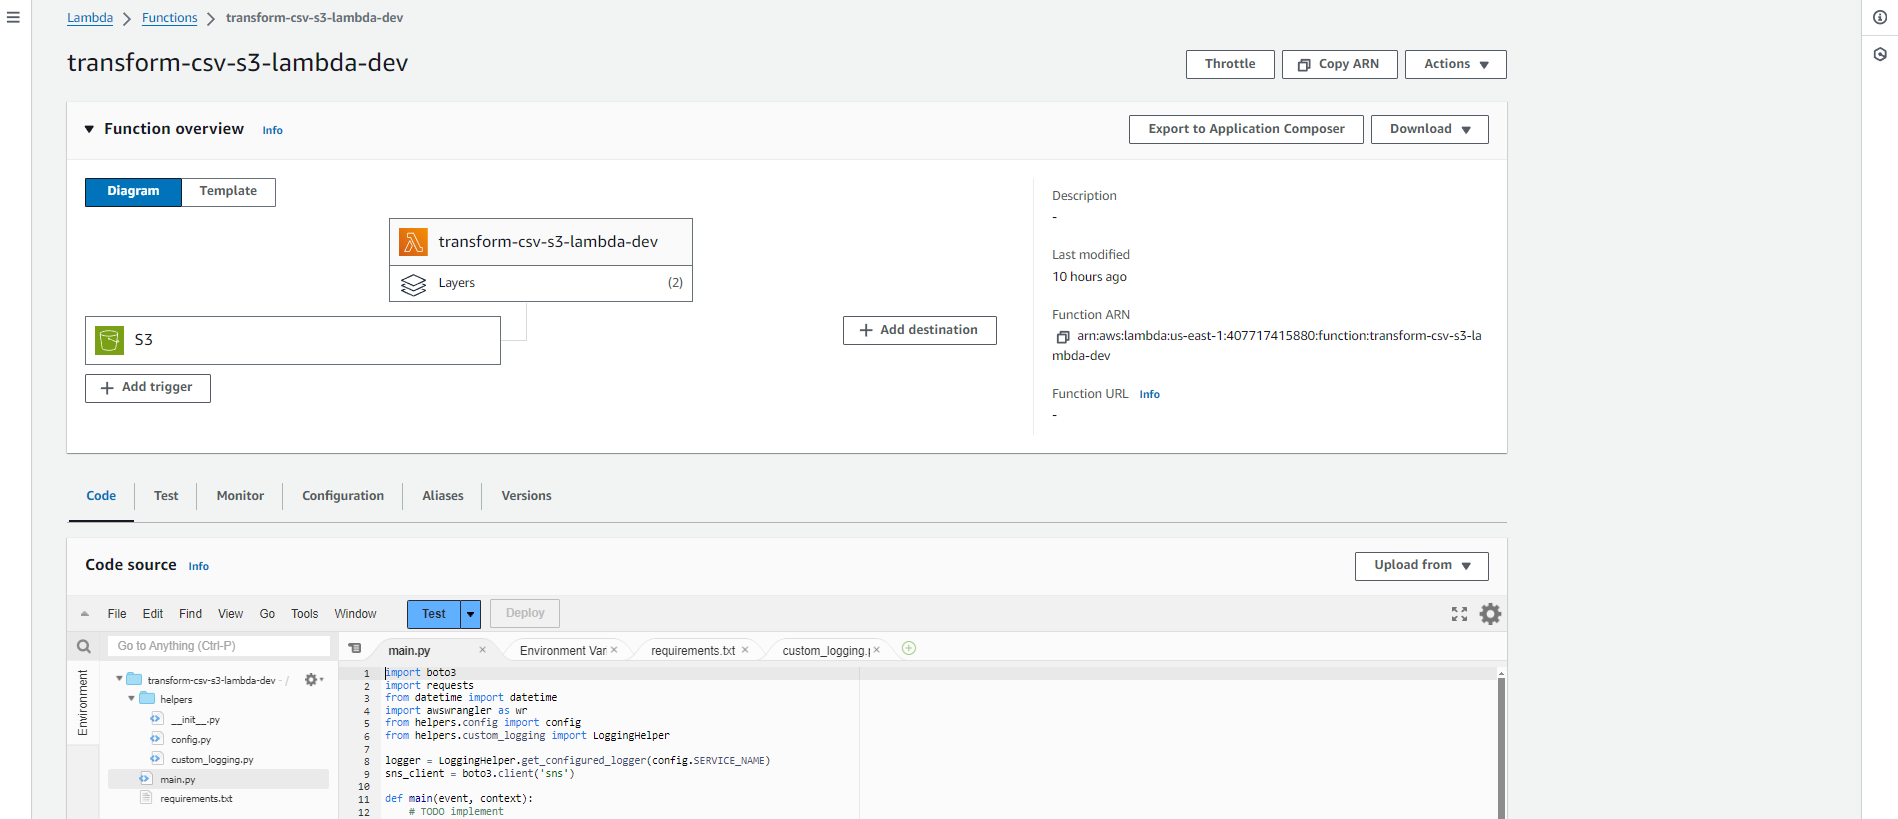 Lambda Functions transform-csv-s3-lambda-dev
transform-csv-s3-lambda-dev
Throttle Copy ARN Actions
Function overview Info
Export to Application Composer Download
Diagram Template
transform-csv-s3-lambda-dev
Layers (2)
S3
Add trigger
Add destination
Description
-
Last modified
10 hours ago
Function ARN
arn:aws:lambda:us-east-1:407717415880:function:transform-csv-s3-la
mbda-dev
Function URL Info
-
Code Test Monitor Configuration Aliases Versions
Code source Info
Upload from
File Edit Find View Go Tools Window Test Deploy
Go to Anything (Ctrl-P)
Environment
transform-csv-s3-lambda-dev - /
helpers
__init__.py
config.py
custom_logging.py
main.py
requirements.txt
main.py Environment Var requirements.txt custom_logging.p
1 import boto3
2 import requests
3 from datetime import datetime
4 import awswrangler as wr
5 from helpers.config import config
6 from helpers.custom_logging import LoggingHelper
7
8 logger = LoggingHelper.get_configured_logger(config.SERVICE_NAME)
9 sns_client = boto3.client('sns')
10
11 def main(event, context):
12 # TODO implement